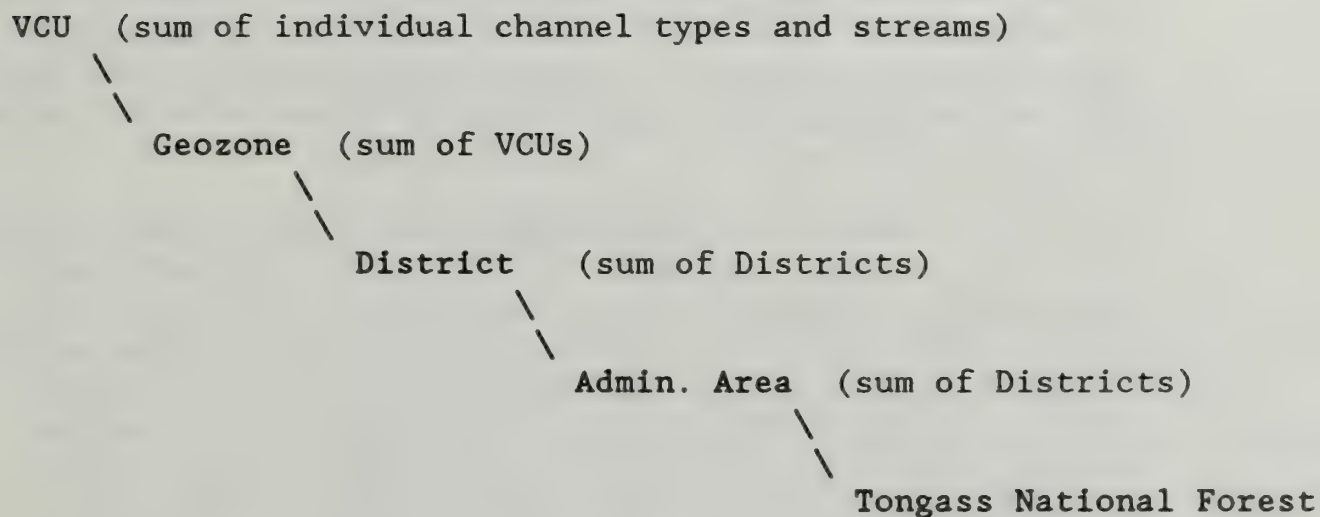 VCU (sum of individual channel types and streams)
Geozone (sum of VCUs)
District (sum of Districts)
Admin. Area (sum of Districts)
Tongass National Forest